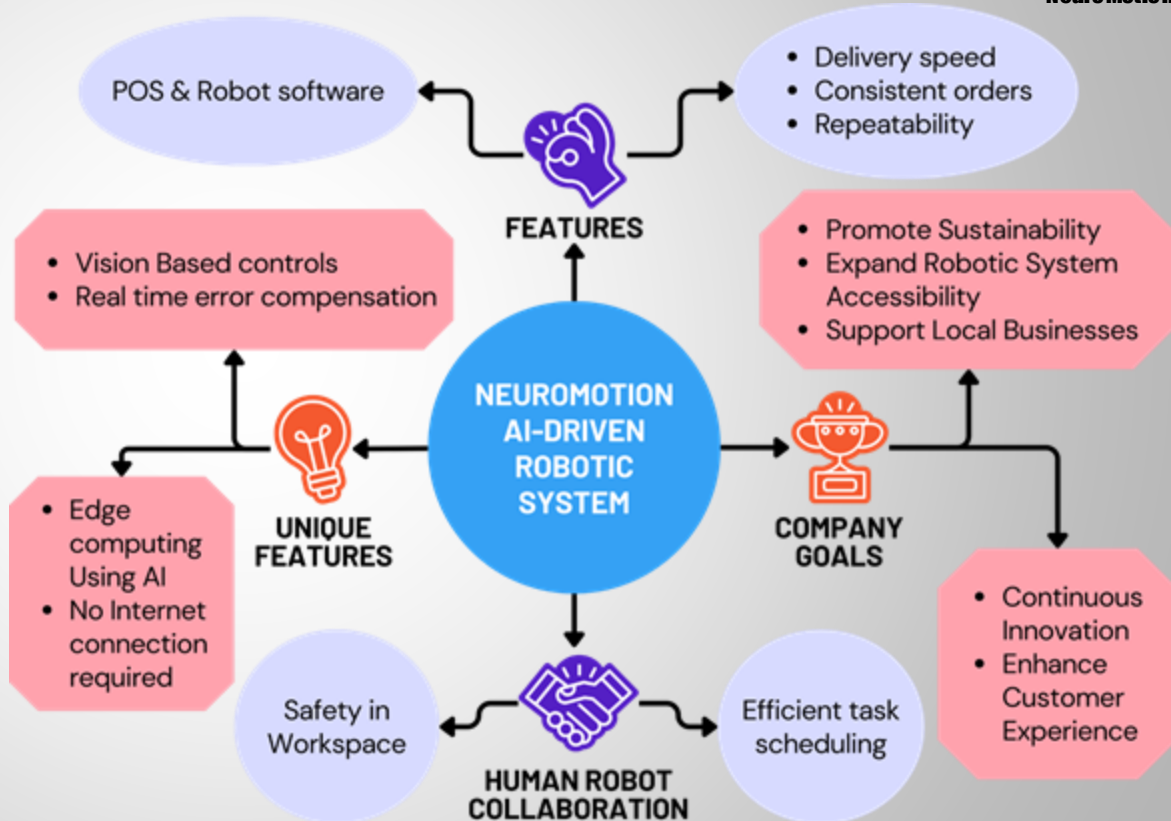 POS & Robot software
• Delivery speed
• Consistent orders
• Repeatability
FEATURES
• Vision Based controls
• Real time error compensation
• Promote Sustainability
• Expand Robotic System
Accessibility
• Support Local Businesses
NEUROMOTION
AI-DRIVEN
ROBOTIC
SYSTEM
UNIQUE
FEATURES
COMPANY
GOALS
• Edge
computing
Using AI
• No Internet
connection
required
• Continuous
Innovation
• Enhance
Customer
Experience
Safety in
Workspace
Efficient task
scheduling
HUMAN ROBOT
COLLABORATION